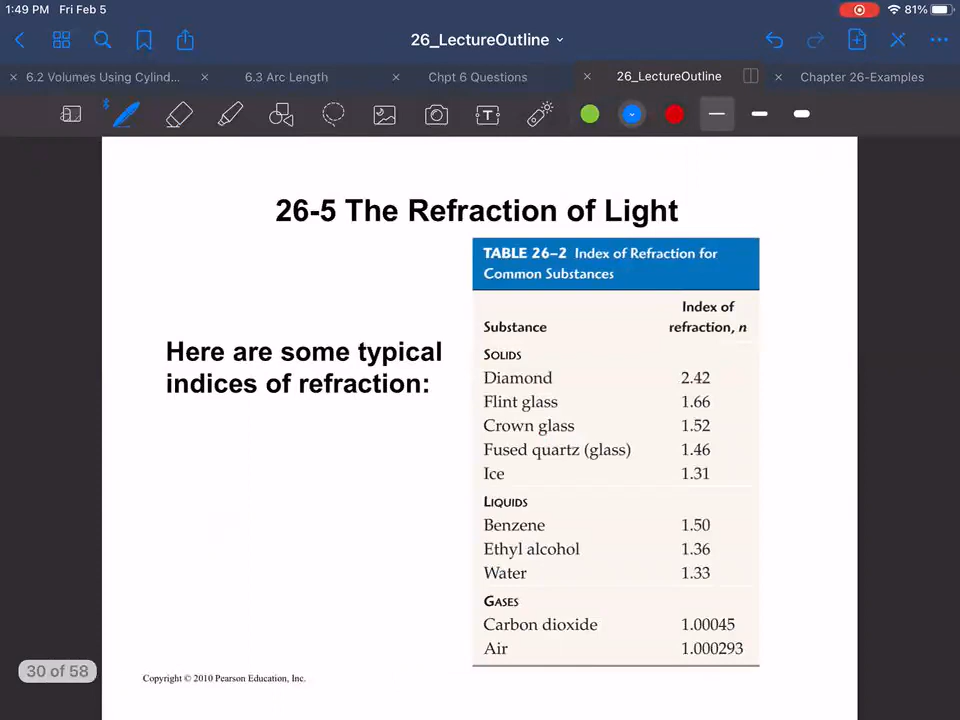 1:49 PM Fri Feb 5
81%
26_LectureOutline
6.2 Volumes Using Cylind...
6.3 Arc Length
Chpt 6 Questions
26_LectureOutline
Chapter 26-Examples
T
26-5 The Refraction of Light
Here are some typical
indices of refraction:
TABLE 26–2 Index of Refraction for
Common Substances
Substance Index of
refraction, n
SOLIDS
Diamond 2.42
Flint glass 1.66
Crown glass 1.52
Fused quartz (glass) 1.46
Ice 1.31
LIQUIDS
Benzene 1.50
Ethyl alcohol 1.36
Water 1.33
GASES
Carbon dioxide 1.00045
Air 1.000293
30 of 58
Copyright © 2010 Pearson Education, Inc.